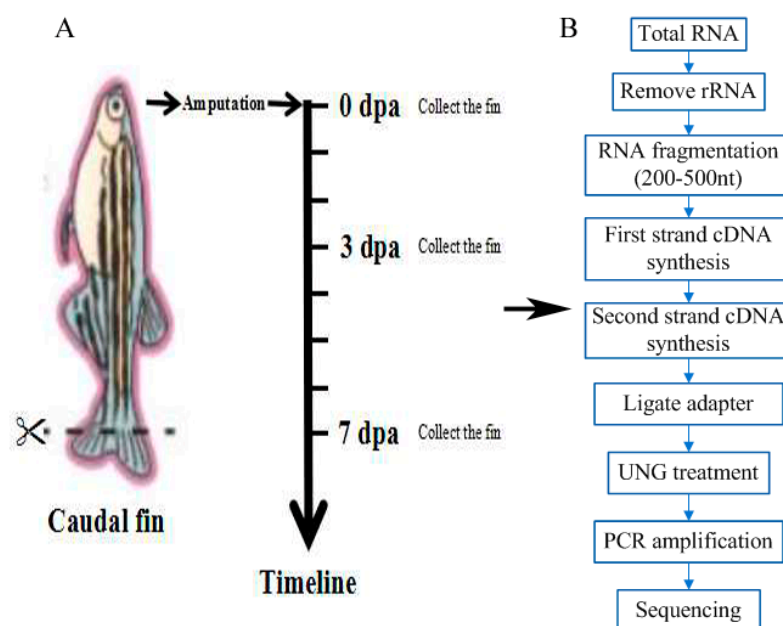 A
Amputation
0 dpa
Collect the fin
3 dpa
Collect the fin
7 dpa
Collect the fin
Caudal fin
Timeline
B
Total RNA
Remove rRNA
RNA fragmentation
(200-500nt)
First strand cDNA
synthesis
Second strand cDNA
synthesis
Ligate adapter
UNG treatment
PCR amplification
Sequencing